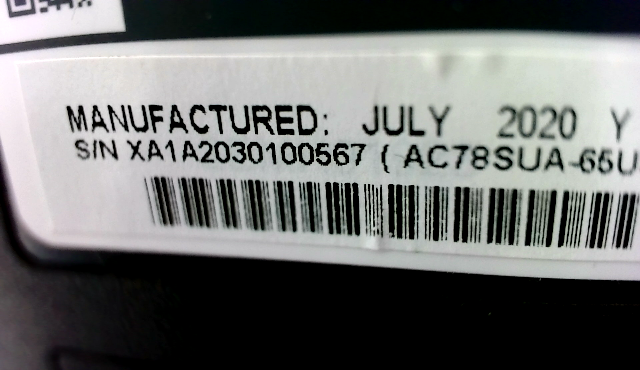 MANUFACTURED: JULY 2020 Y
S/N XA1A2030100567 ( AC78SUA-65U